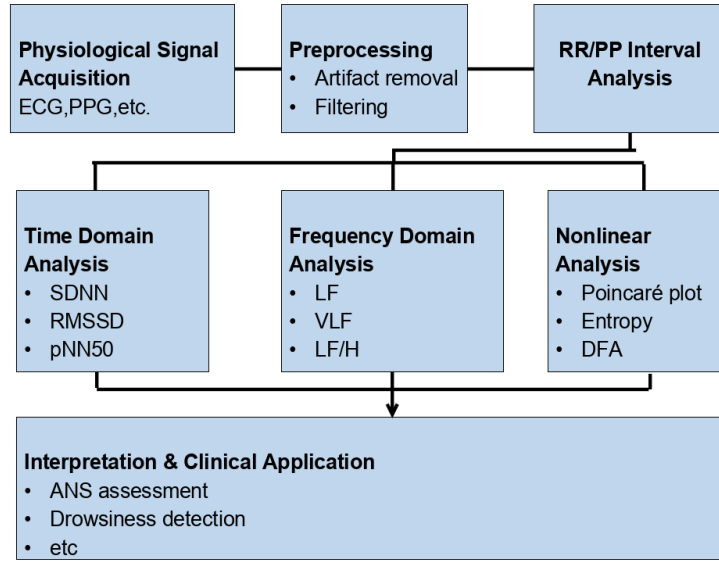 Physiological Signal
Acquisition
ECG,PPG,etc.
Preprocessing
• Artifact removal
• Filtering
RR/PP Interval
Analysis
Time Domain
Analysis
• SDNN
• RMSSD
• pNN50
Frequency Domain
Analysis
• LF
• VLF
• LF/H
Nonlinear
Analysis
• Poincaré plot
• Entropy
• DFA
Interpretation & Clinical Application
• ANS assessment
• Drowsiness detection
• etc